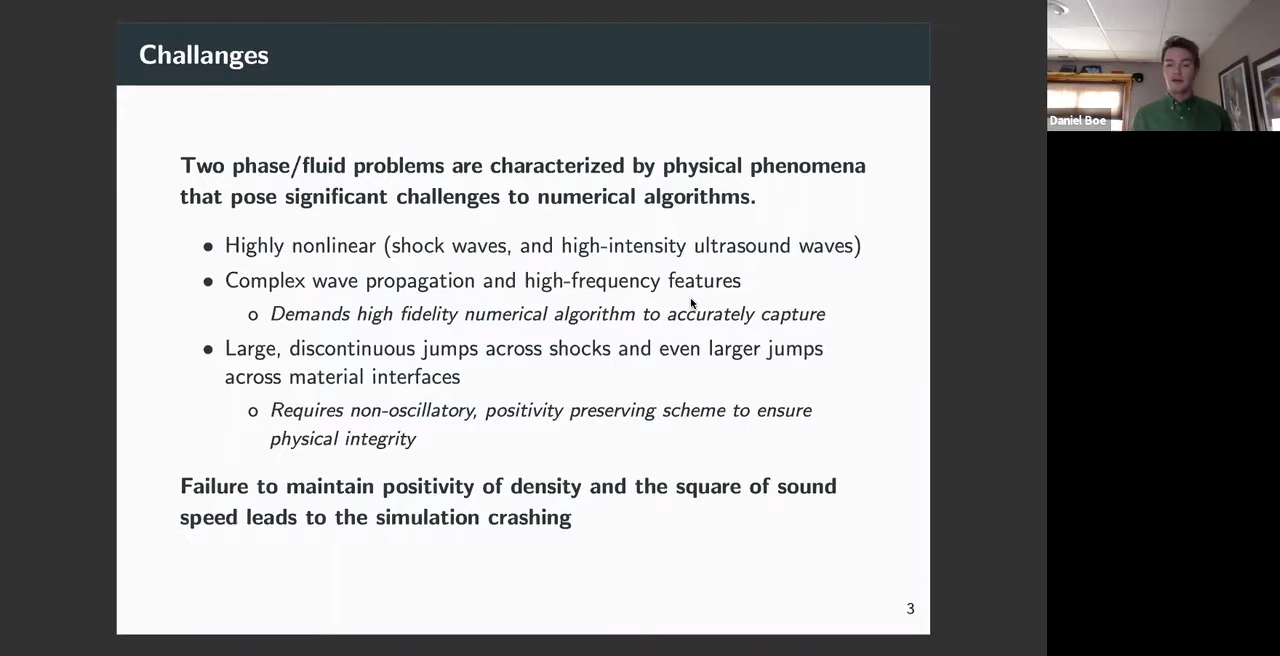 Challanges
Two phase/fluid problems are characterized by physical phenomena
that pose significant challenges to numerical algorithms.
• Highly nonlinear (shock waves, and high-intensity ultrasound waves)
• Complex wave propagation and high-frequency features
o Demands high fidelity numerical algorithm to accurately capture
• Large, discontinuous jumps across shocks and even larger jumps
across material interfaces
o Requires non-oscillatory, positivity preserving scheme to ensure
physical integrity
Failure to maintain positivity of density and the square of sound
speed leads to the simulation crashing
3
Daniel Boe